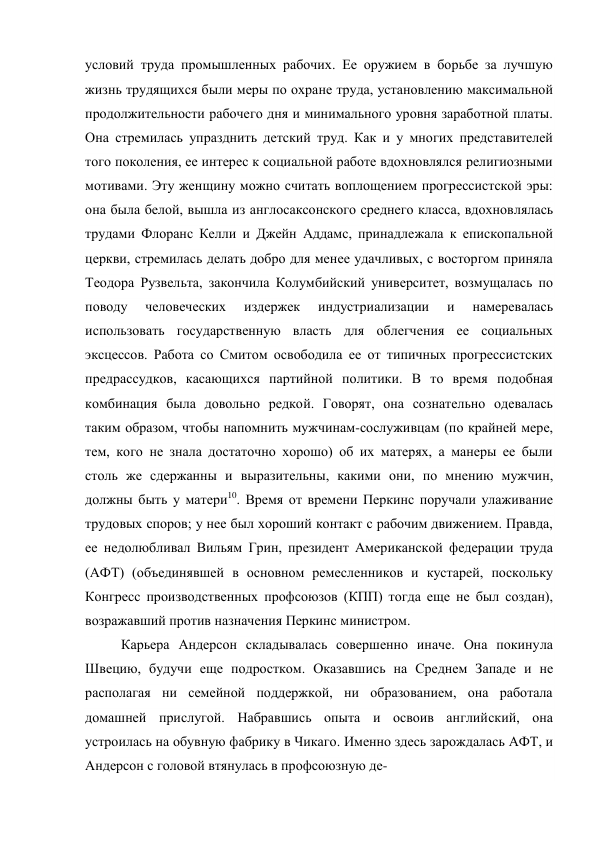 условий труда промышленных рабочих. Ее оружием в борьбе за лучшую
жизнь трудящихся были меры по охране труда, установлению максимальной
продолжительности рабочего дня и минимального уровня заработной платы.
Она стремилась упразднить детский труд. Как и у многих представителей
того поколения, ее интерес к социальной работе вдохновлялся религиозными
мотивами. Эту женщину можно считать воплощением прогрессистской эры:
она была белой, вышла из англосаксонского среднего класса, вдохновлялась
трудами Флоранс Келли и Джейн Аддамс, принадлежала к епископальной
церкви, стремилась делать добро для менее удачливых, с восторгом приняла
Теодора Рузвельта, закончила Колумбийский университет, возмущалась по
поводу человеческих издержек индустриализации и намеревалась
использовать государственную власть для облегчения ее социальных
эксцессов. Работа со Смитом освободила ее от типичных прогрессистских
предрассудков, касающихся партийной политики. В то время подобная
комбинация была довольно редкой. Говорят, она сознательно одевалась
таким образом, чтобы напомнить мужчинам-сослуживцам (по крайней мере,
тем, кого не знала достаточно хорошо) об их матерях, а манеры ее были
столь же сдержанны и выразительны, какими они, по мнению мужчин,
должны быть у матери10. Время от времени Перкинс поручали улаживание
трудовых споров; у нее был хороший контакт с рабочим движением. Правда,
ее недолюбливал Вильям Грин, президент Американской федерации труда
(АФТ) (объединявшей в основном ремесленников и кустарей, поскольку
Конгресс производственных профсоюзов (КПП) тогда еще не был создан),
возражавший против назначения Перкинс министром.
Карьера Андерсон складывалась совершенно иначе. Она покинула
Швецию, будучи еще подростком. Оказавшись на Среднем Западе и не
располагая ни семейной поддержкой, ни образованием, она работала
домашней прислугой. Набравшись опыта и освоив английский, она
устроилась на обувную фабрику в Чикаго. Именно здесь зарождалась АФТ, и
Андерсон с головой втянулась в профсоюзную де-